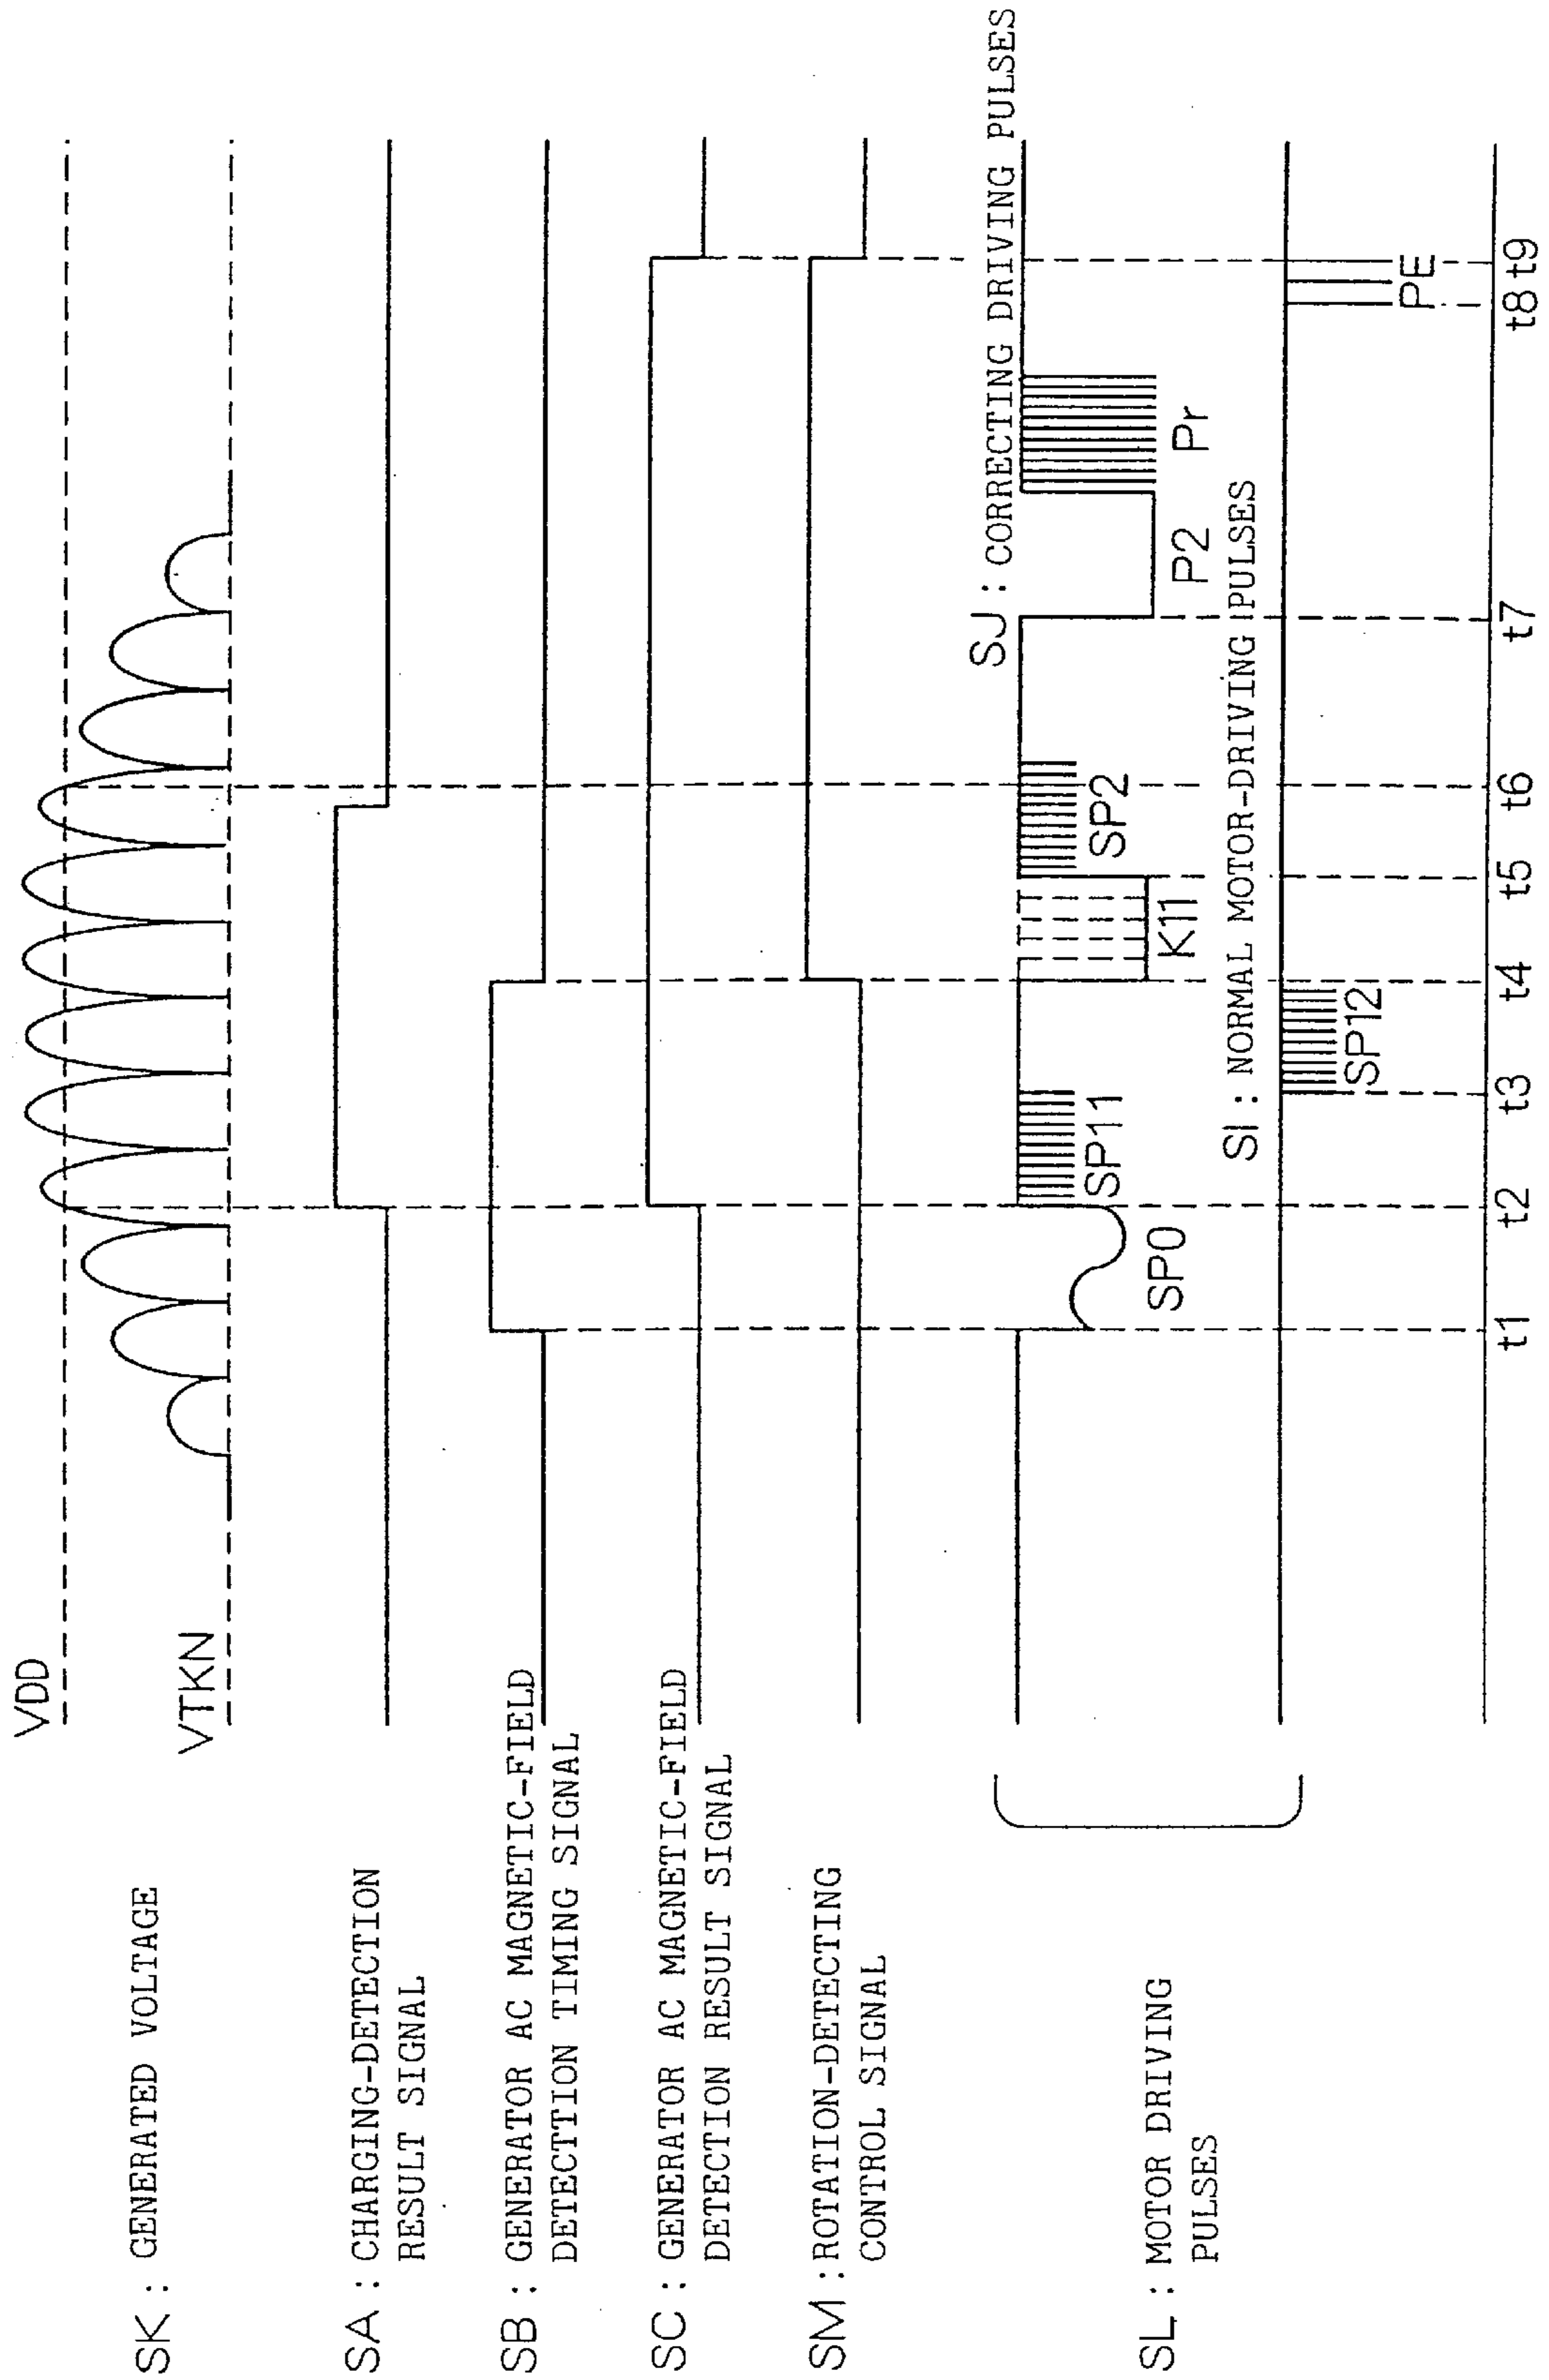 VDD
VTKN
SK : GENERATED VOLTAGE
SA : CHARGING-DETECTION
RESULT SIGNAL
SB : GENERATOR AC MAGNETIC-FIELD
DETECTION TIMING SIGNAL
SC : GENERATOR AC MAGNETIC-FIELD
DETECTION RESULT SIGNAL
SM : ROTATION-DETECTING
CONTROL SIGNAL
SL : MOTOR DRIVING
PULSES
SJ : CORRECTING DRIVING PULSES
SP0
SP11
K11
SP2
P2
Pr
SI : NORMAL MOTOR-DRIVING PULSES
SP12
PE
t1 t2 t3 t4 t5 t6 t7 t8 t9